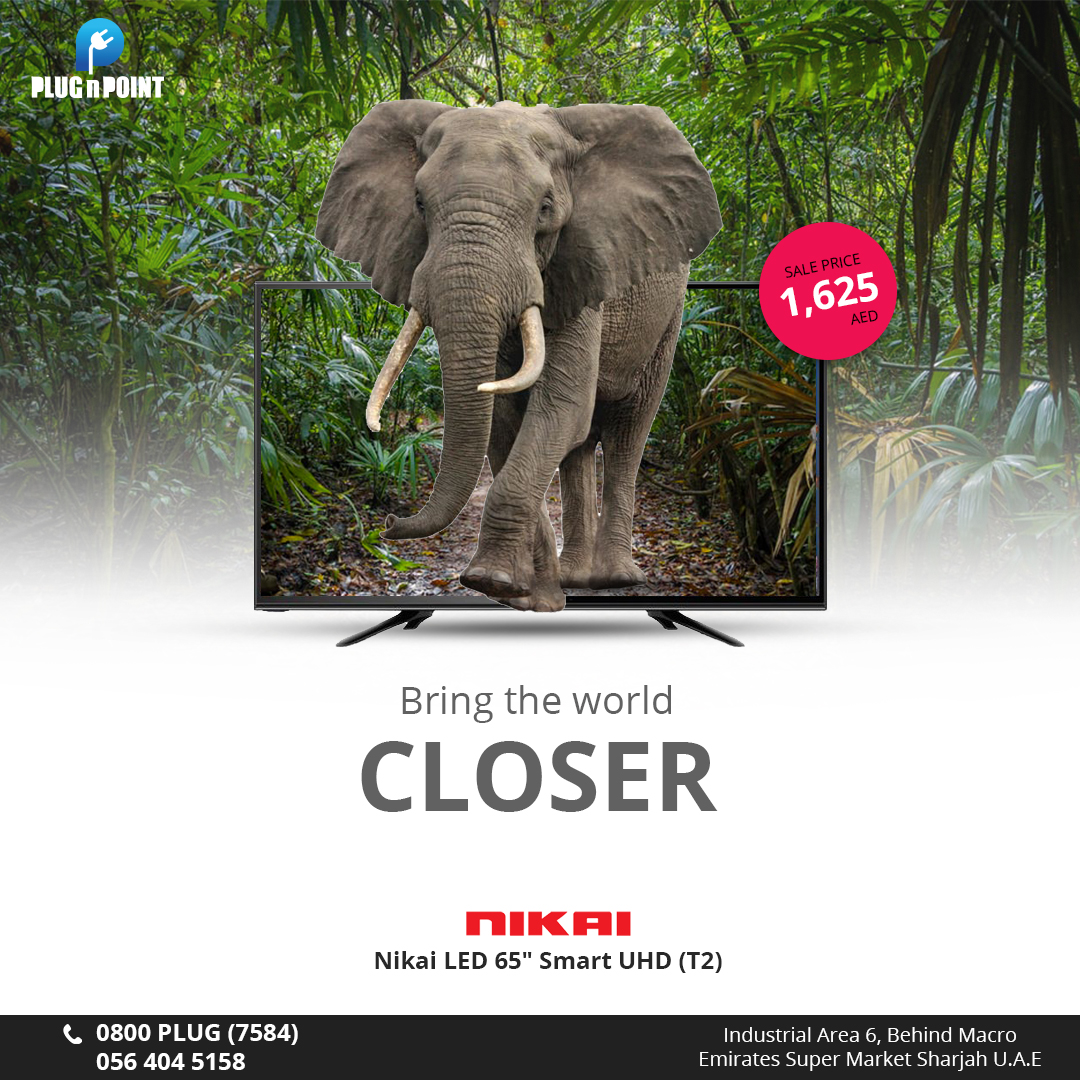 PLUG n POINT
SALE PRICE
1,625
AED
Bring the world
CLOSER
NIKAI
Nikai LED 65" Smart UHD (T2)
0800 PLUG (7584)
056 404 5158
Industrial Area 6, Behind Macro
Emirates Super Market Sharjah U.A.E